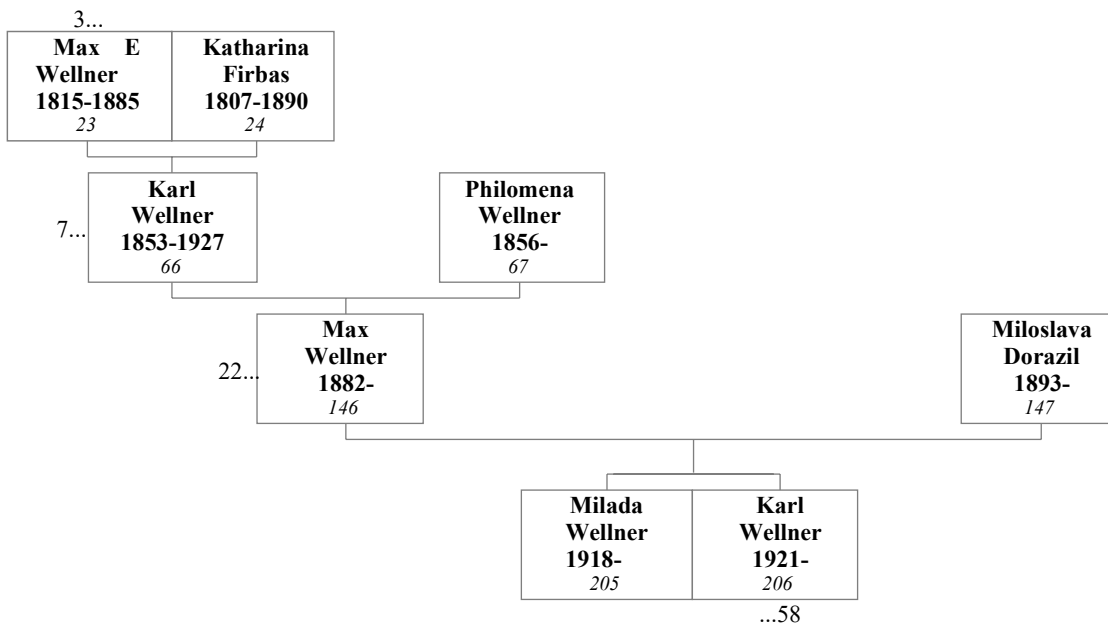 3...
Max E
Wellner
1815-1885
23
Katharina
Firbas
1807-1890
24
7...
Karl
Wellner
1853-1927
66
Philomena
Wellner
1856-
67
22...
Max
Wellner
1882-
146
Miloslava
Dorazil
1893-
147
Milada
Wellner
1918-
205
Karl
Wellner
1921-
206
...58